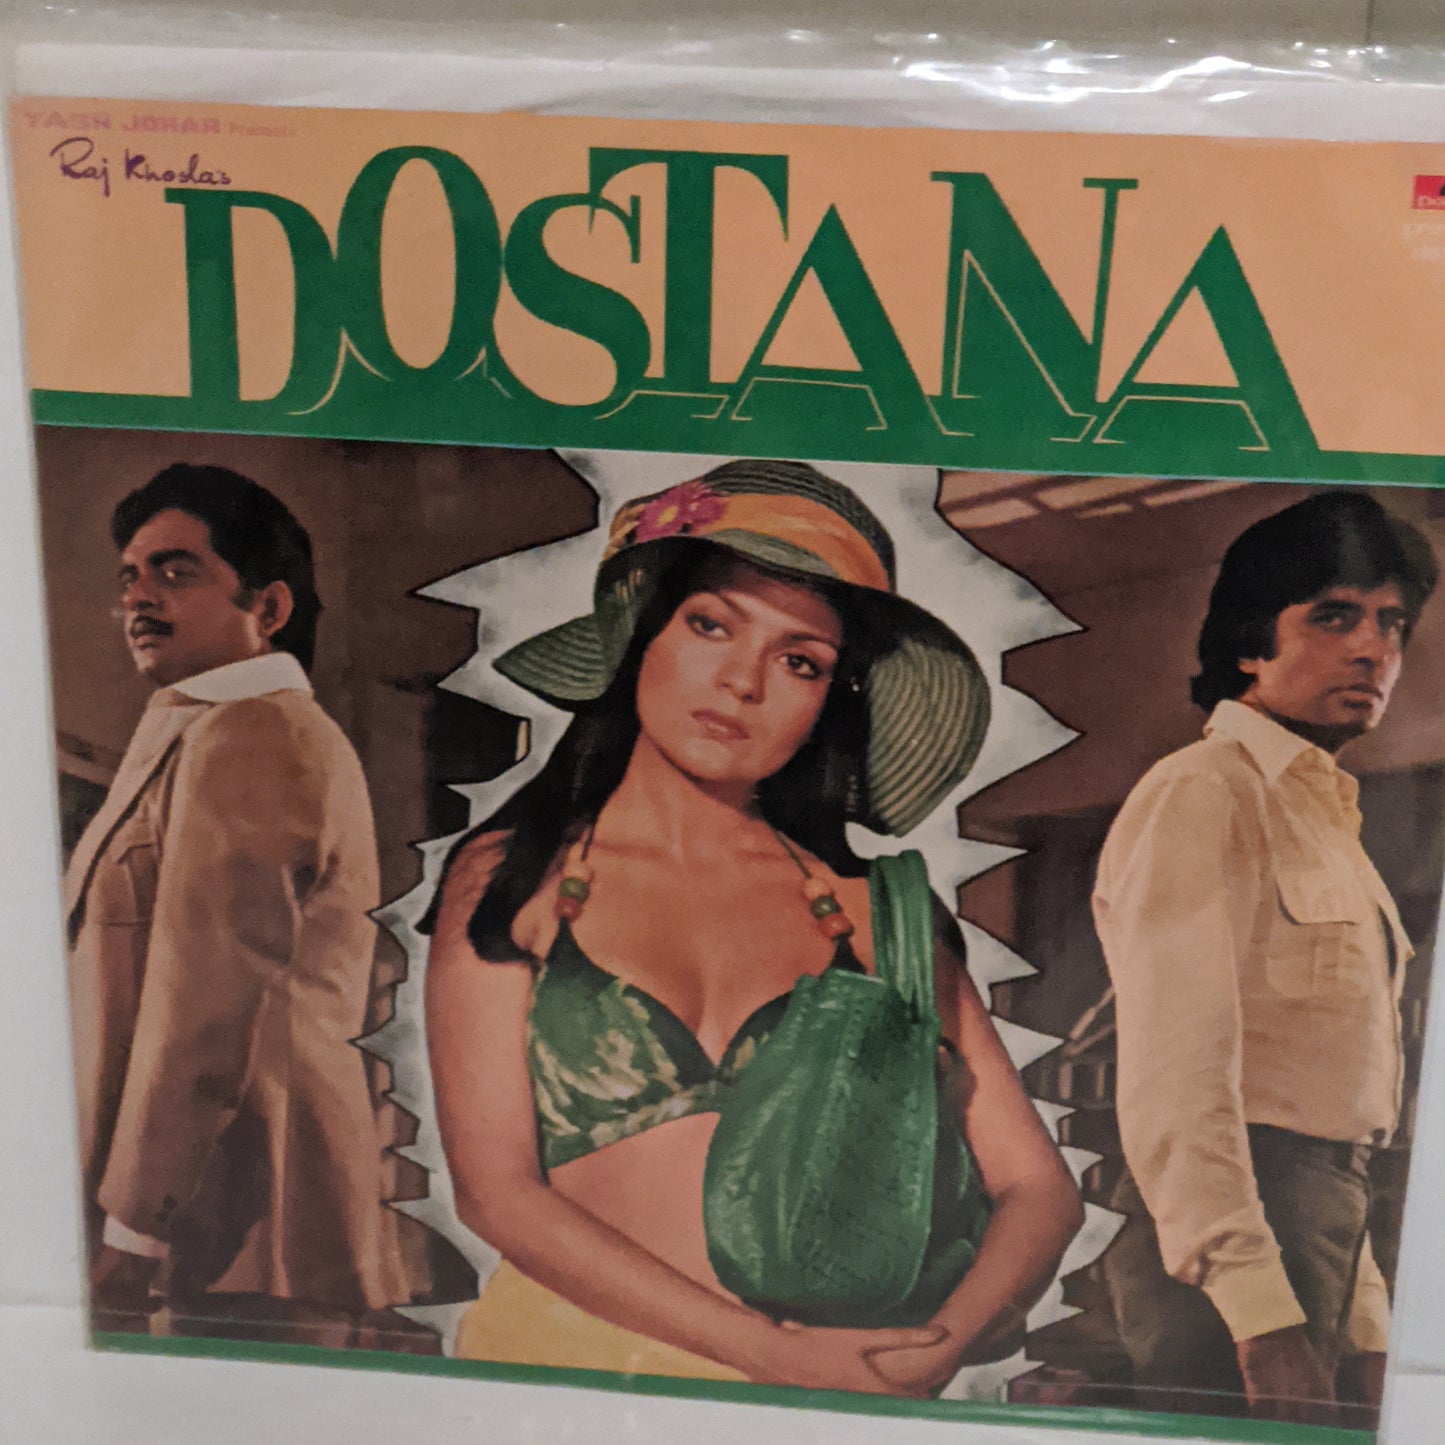 YASH JOHAR Presents
Raj Khosla's
DOSTANA